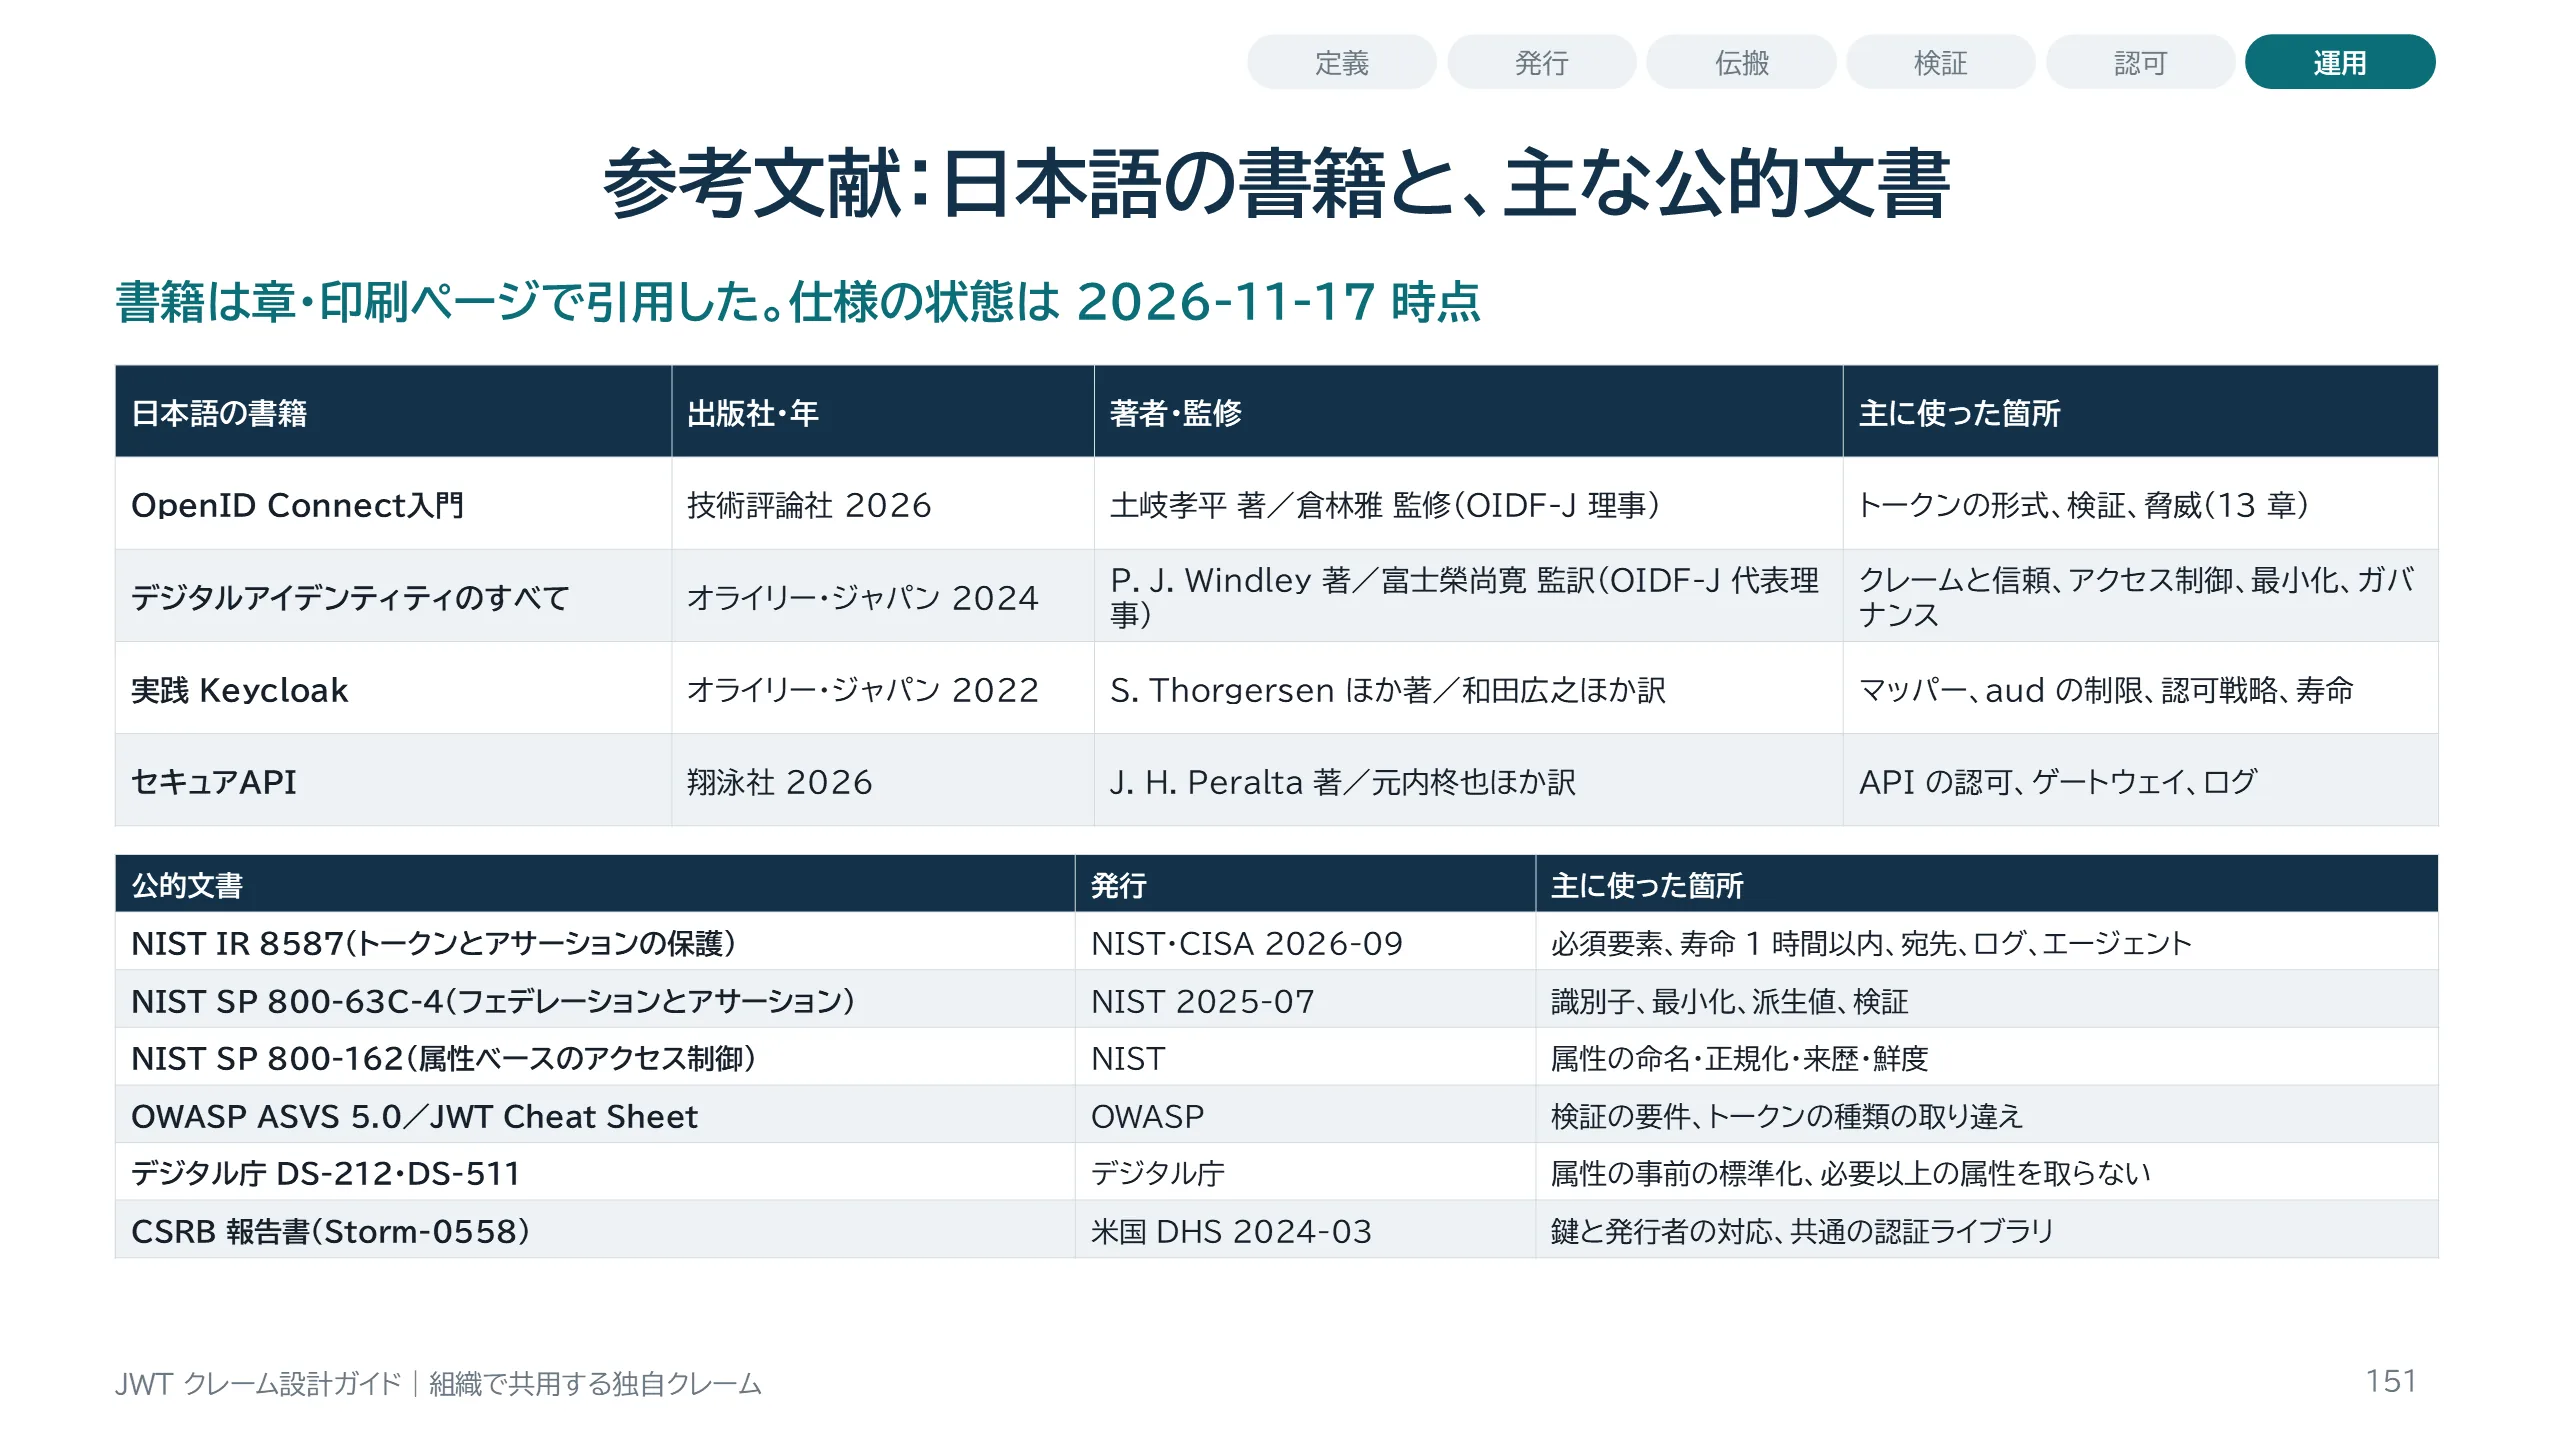 定義
発行
伝搬
検証
認可
運用
参考文献：日本語の書籍と、主な公的文書
書籍は章・印刷ページで引用した。仕様の状態は 2026-11-17 時点
日本語の書籍
出版社・年
著者・監修
主に使った箇所
OpenID Connect入門
技術評論社 2026
土岐孝平 著／倉林雅 監修（OIDF-J 理事）
トークンの形式、検証、脅威（13 章）
デジタルアイデンティティのすべて
オライリー・ジャパン 2024
P. J. Windley 著／富士榮尚寛 監訳（OIDF-J 代表理
事）
クレームと信頼、アクセス制御、最小化、ガバ
ナンス
実践 Keycloak
オライリー・ジャパン 2022
S. Thorgersen ほか著／和田広之ほか訳
マッパー、aud の制限、認可戦略、寿命
セキュアAPI
翔泳社 2026
J. H. Peralta 著／元内柊也ほか訳
API の認可、ゲートウェイ、ログ
公的文書
発行
主に使った箇所
NIST IR 8587（トークンとアサーションの保護）
NIST・CISA 2026-09
必須要素、寿命 1 時間以内、宛先、ログ、エージェント
NIST SP 800-63C-4（フェデレーションとアサーション）
NIST 2025-07
識別子、最小化、派生値、検証
NIST SP 800-162（属性ベースのアクセス制御）
NIST
属性の命名・正規化・来歴・鮮度
OWASP ASVS 5.0／JWT Cheat Sheet
OWASP
検証の要件、トークンの種類の取り違え
デジタル庁 DS-212・DS-511
デジタル庁
属性の事前の標準化、必要以上の属性を取らない
CSRB 報告書（Storm-0558）
米国 DHS 2024-03
鍵と発行者の対応、共通の認証ライブラリ
JWT クレーム設計ガイド｜組織で共用する独自クレーム
151